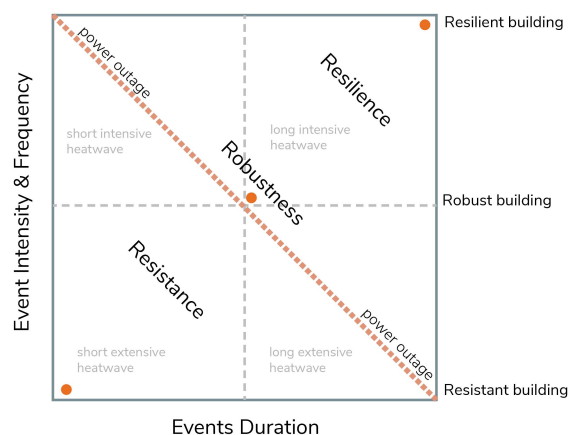 Resilient building
power outage
Resilience
short intensive
heatwave
long intensive
heatwave
Robustness
Robust building
Event Intensity & Frequency
Resistance
power outage
short extensive
heatwave
long extensive
heatwave
Resistant building
Events Duration